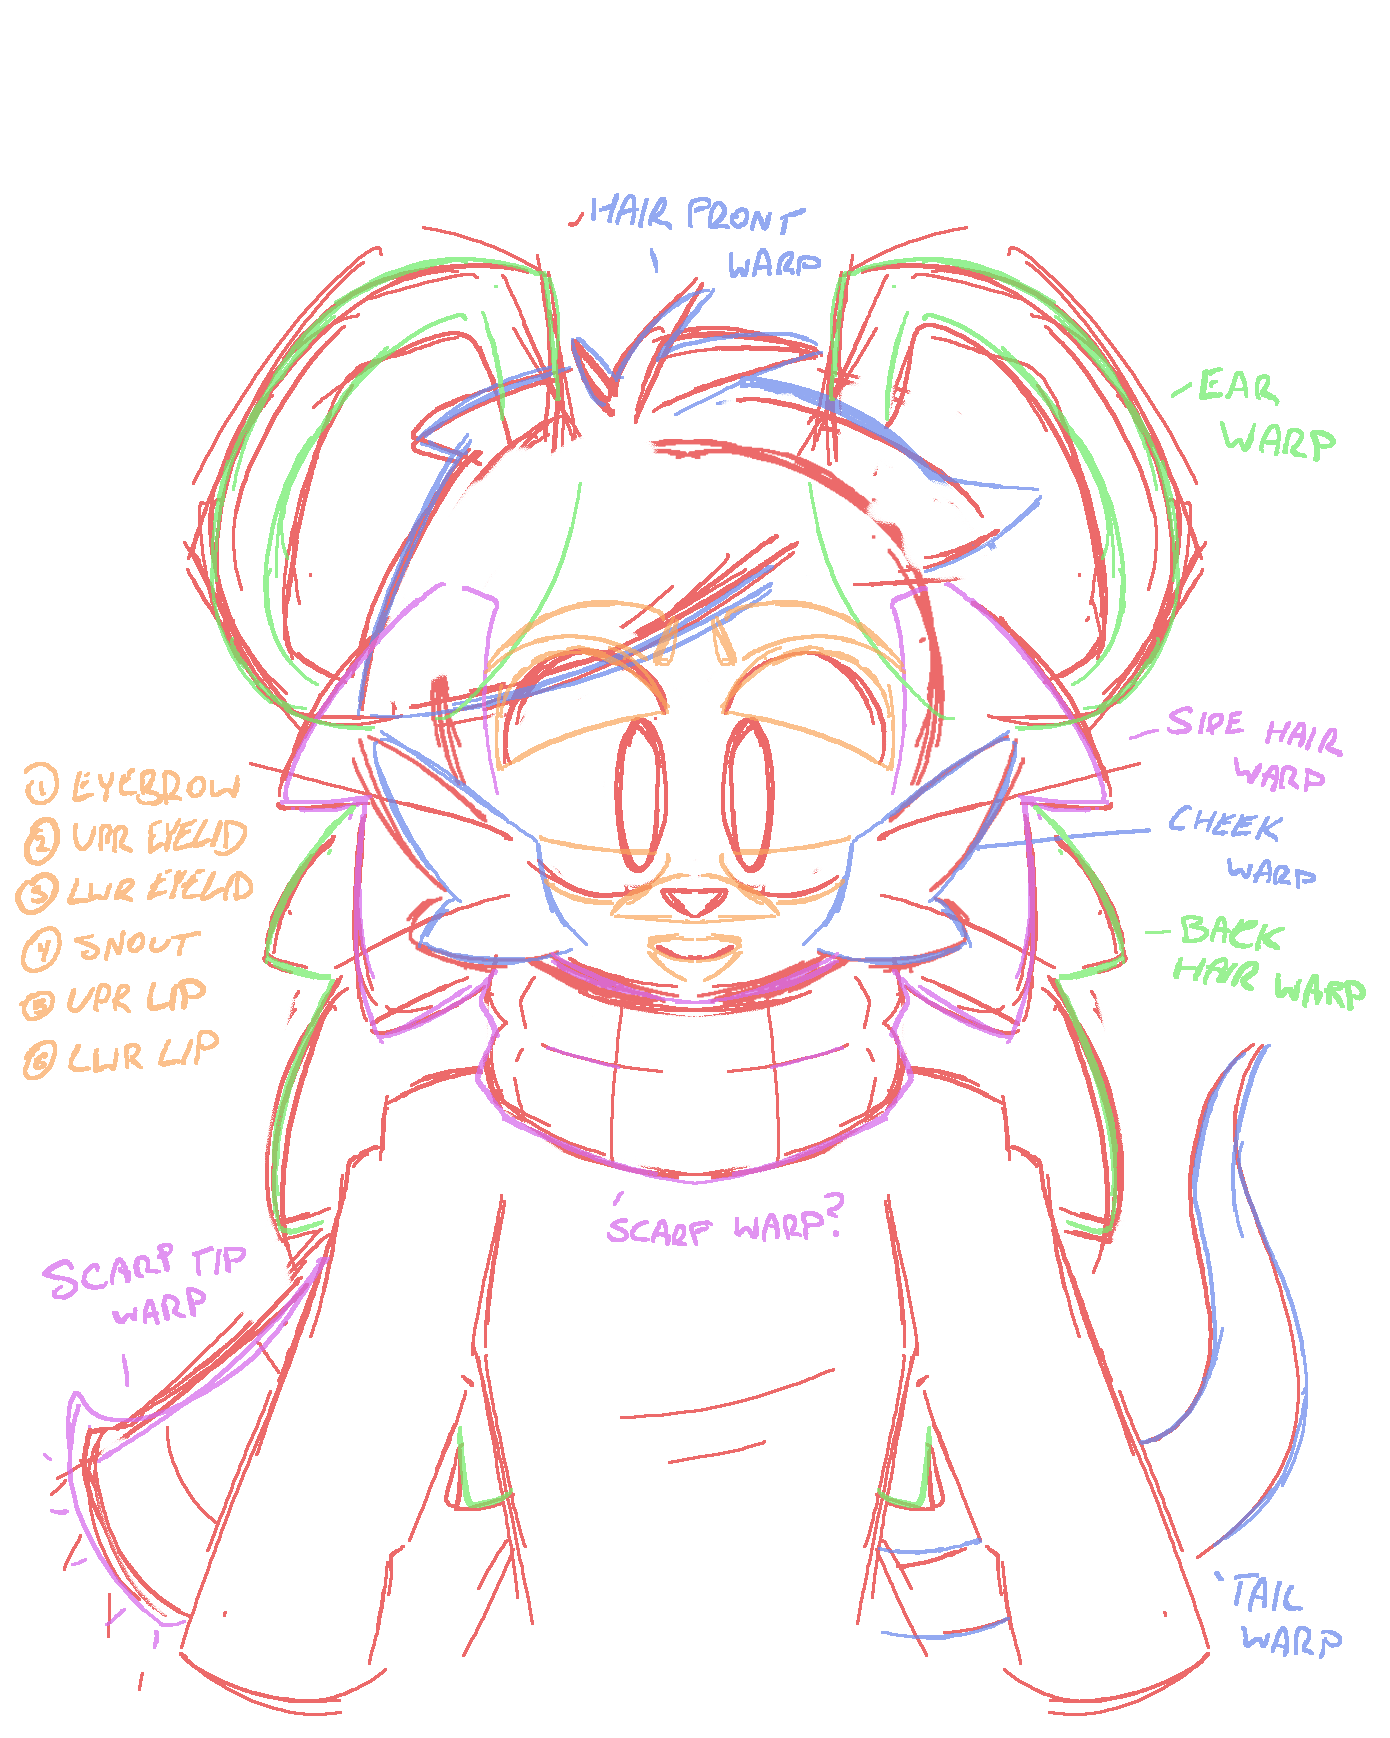 HAIR FRONT
WARP
EAR
WARP
SIDE HAIR
WARP
① EYEBROW
② UPR EYELID
③ LWR EYELID
④ SNOUT
⑤ UPR LIP
⑥ LWR LIP
CHEEK
WARP
BACK
HAIR WARP
SCARF WARP?
SCARF TIP
WARP
TAIL
WARP